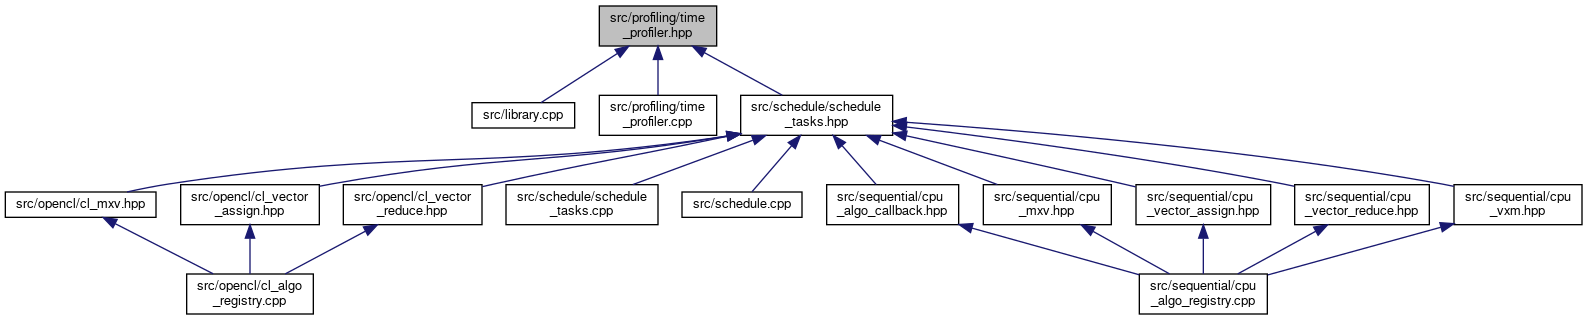 src/profiling/time
_profiler.hpp
src/library.cpp
src/profiling/time
_profiler.cpp
src/schedule/schedule
_tasks.hpp
src/opencl/cl_mxv.hpp
src/opencl/cl_vector
_assign.hpp
src/opencl/cl_vector
_reduce.hpp
src/schedule/schedule
_tasks.cpp
src/schedule.cpp
src/sequential/cpu
_algo_callback.hpp
src/sequential/cpu
_mxv.hpp
src/sequential/cpu
_vector_assign.hpp
src/sequential/cpu
_vector_reduce.hpp
src/sequential/cpu
_vxm.hpp
src/opencl/cl_algo
_registry.cpp
src/sequential/cpu
_algo_registry.cpp